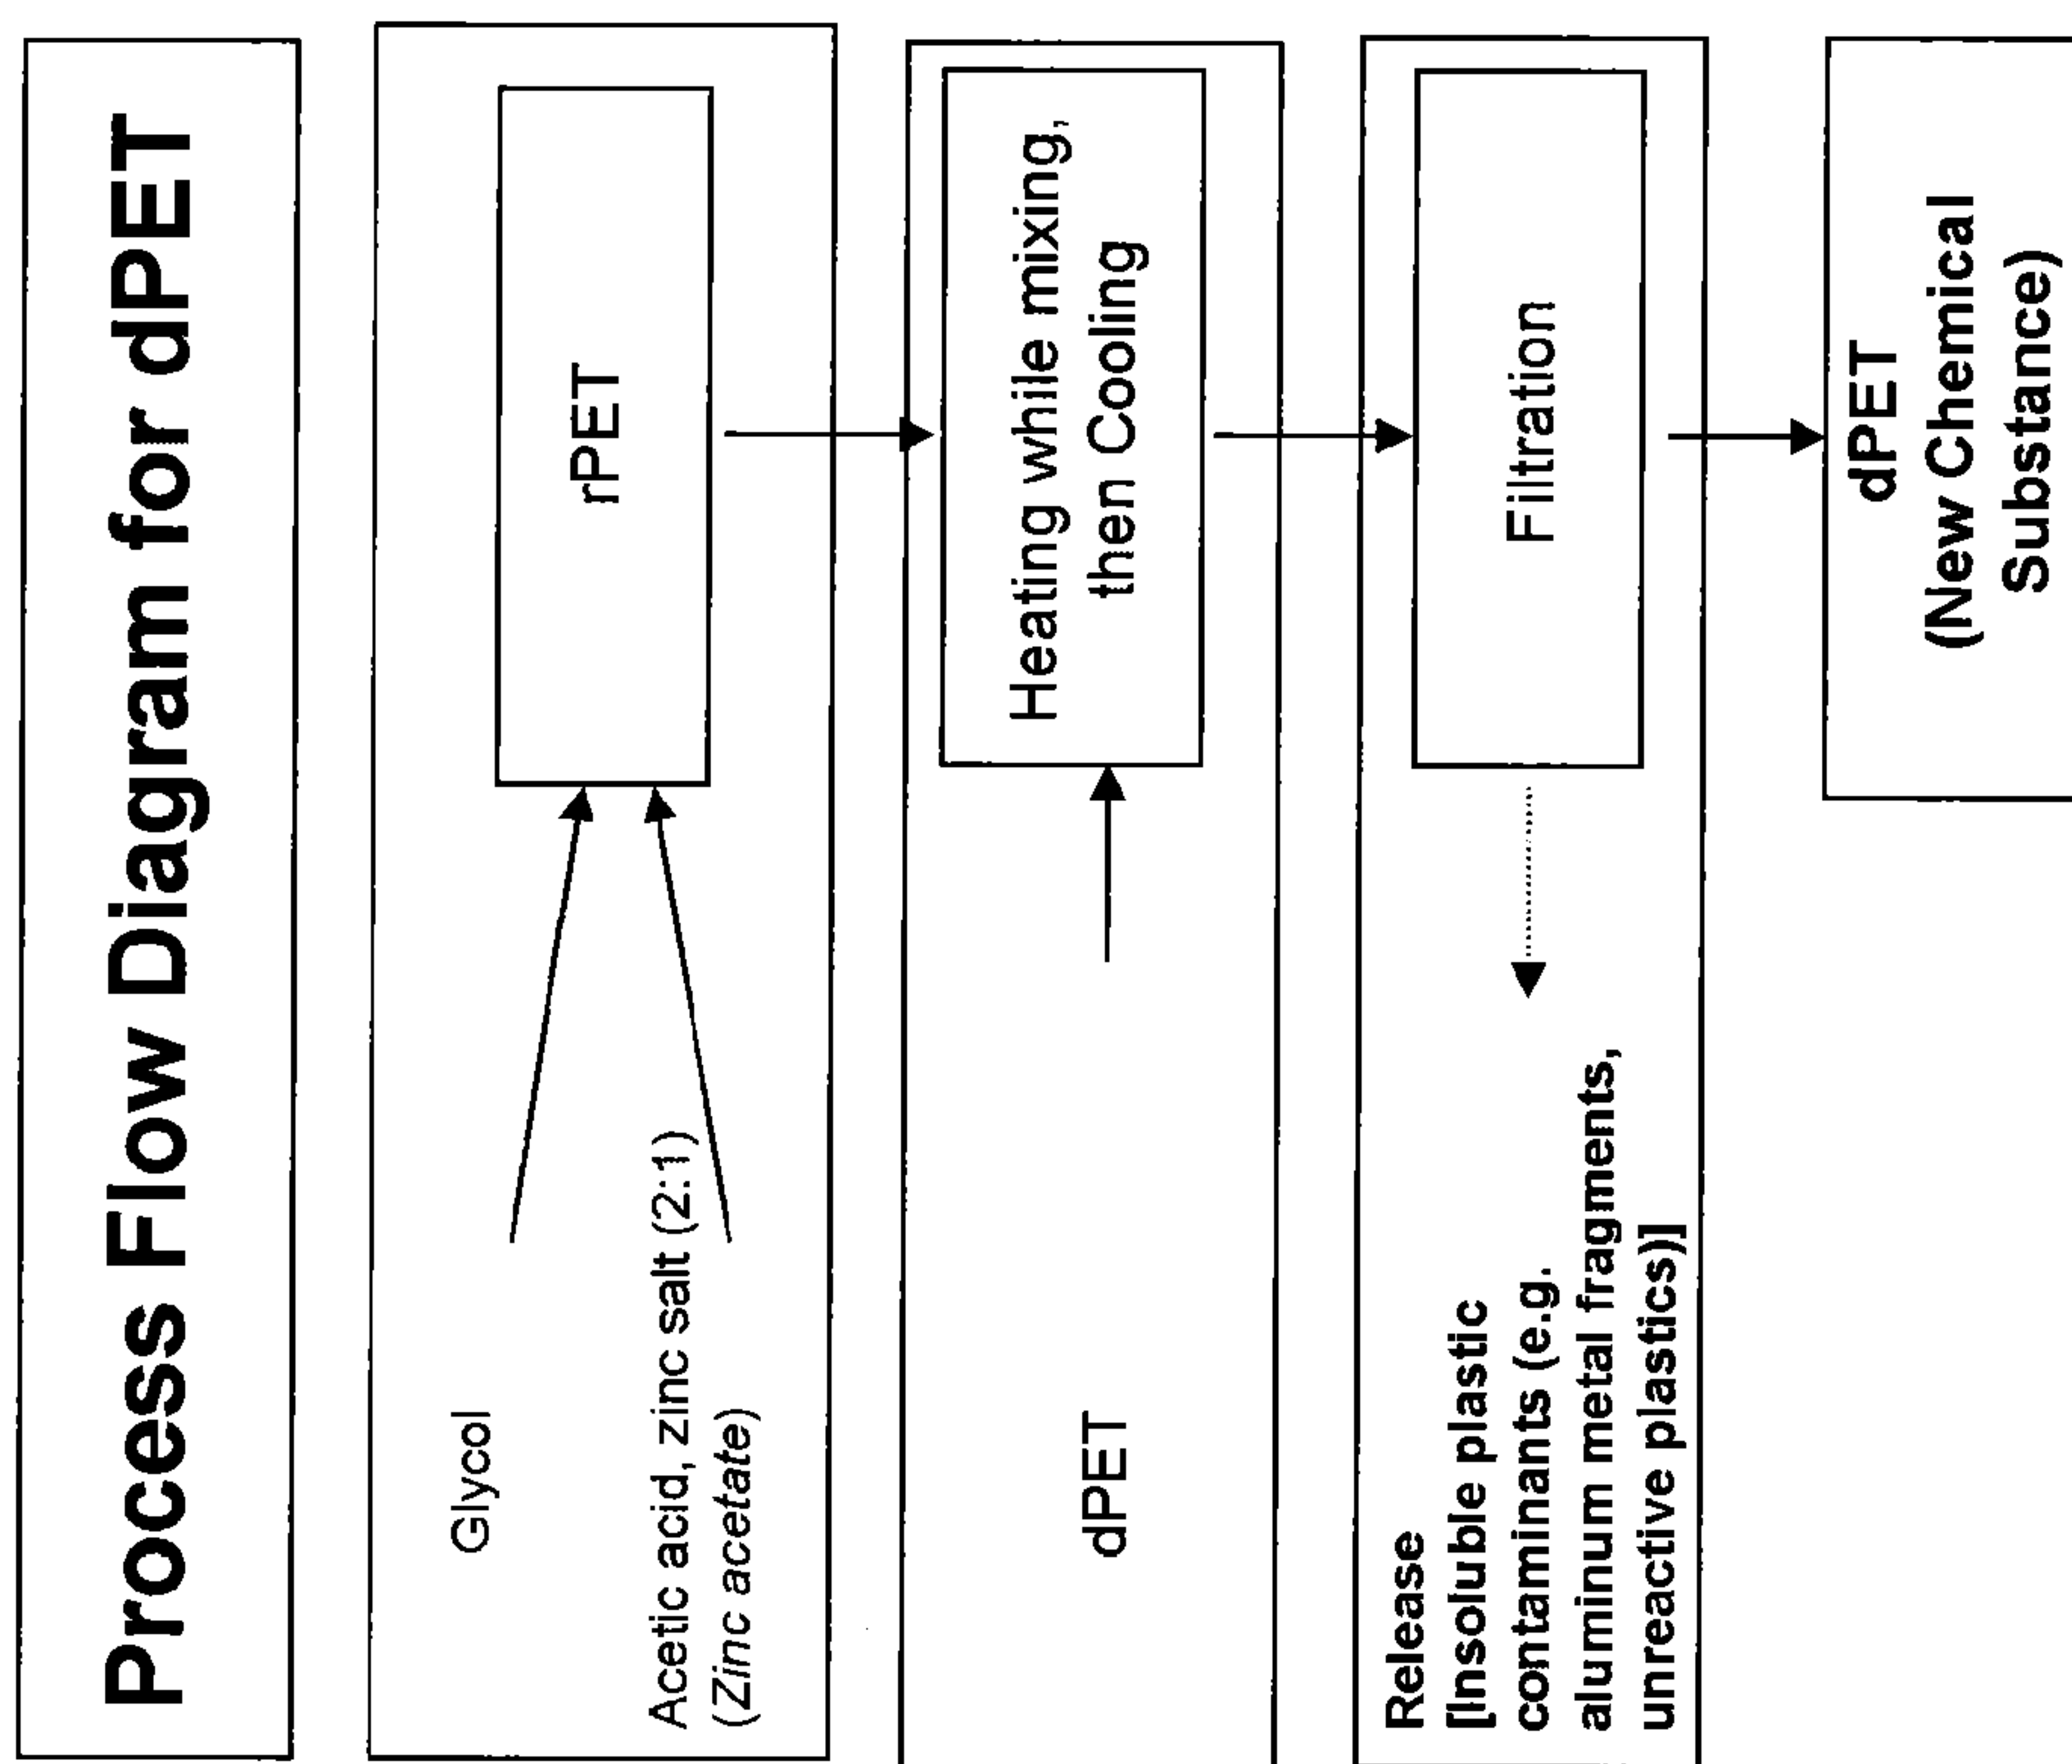 Process Flow Diagram for dPET
Glycol
Acetic acid, zinc salt (2:1)
(Zinc acetate)
rPET
dPET
Heating while mixing,
then Cooling
Release
[Insoluble plastic
contaminants (e.g.
aluminum metal fragments,
unreactive plastics)]
Filtration
dPET
(New Chemical
Substance)